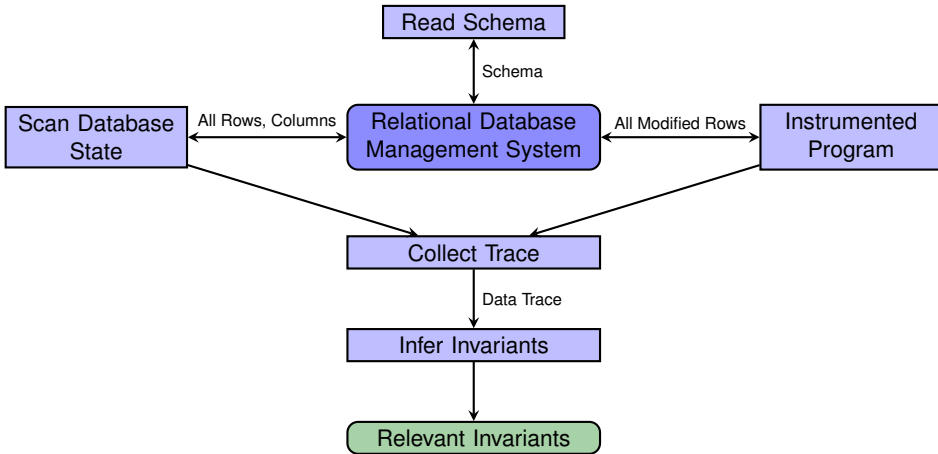 Read Schema
Schema
Scan Database
State
All Rows, Columns
Relational Database
Management System
All Modified Rows
Instrumented
Program
Collect Trace
Data Trace
Infer Invariants
Relevant Invariants